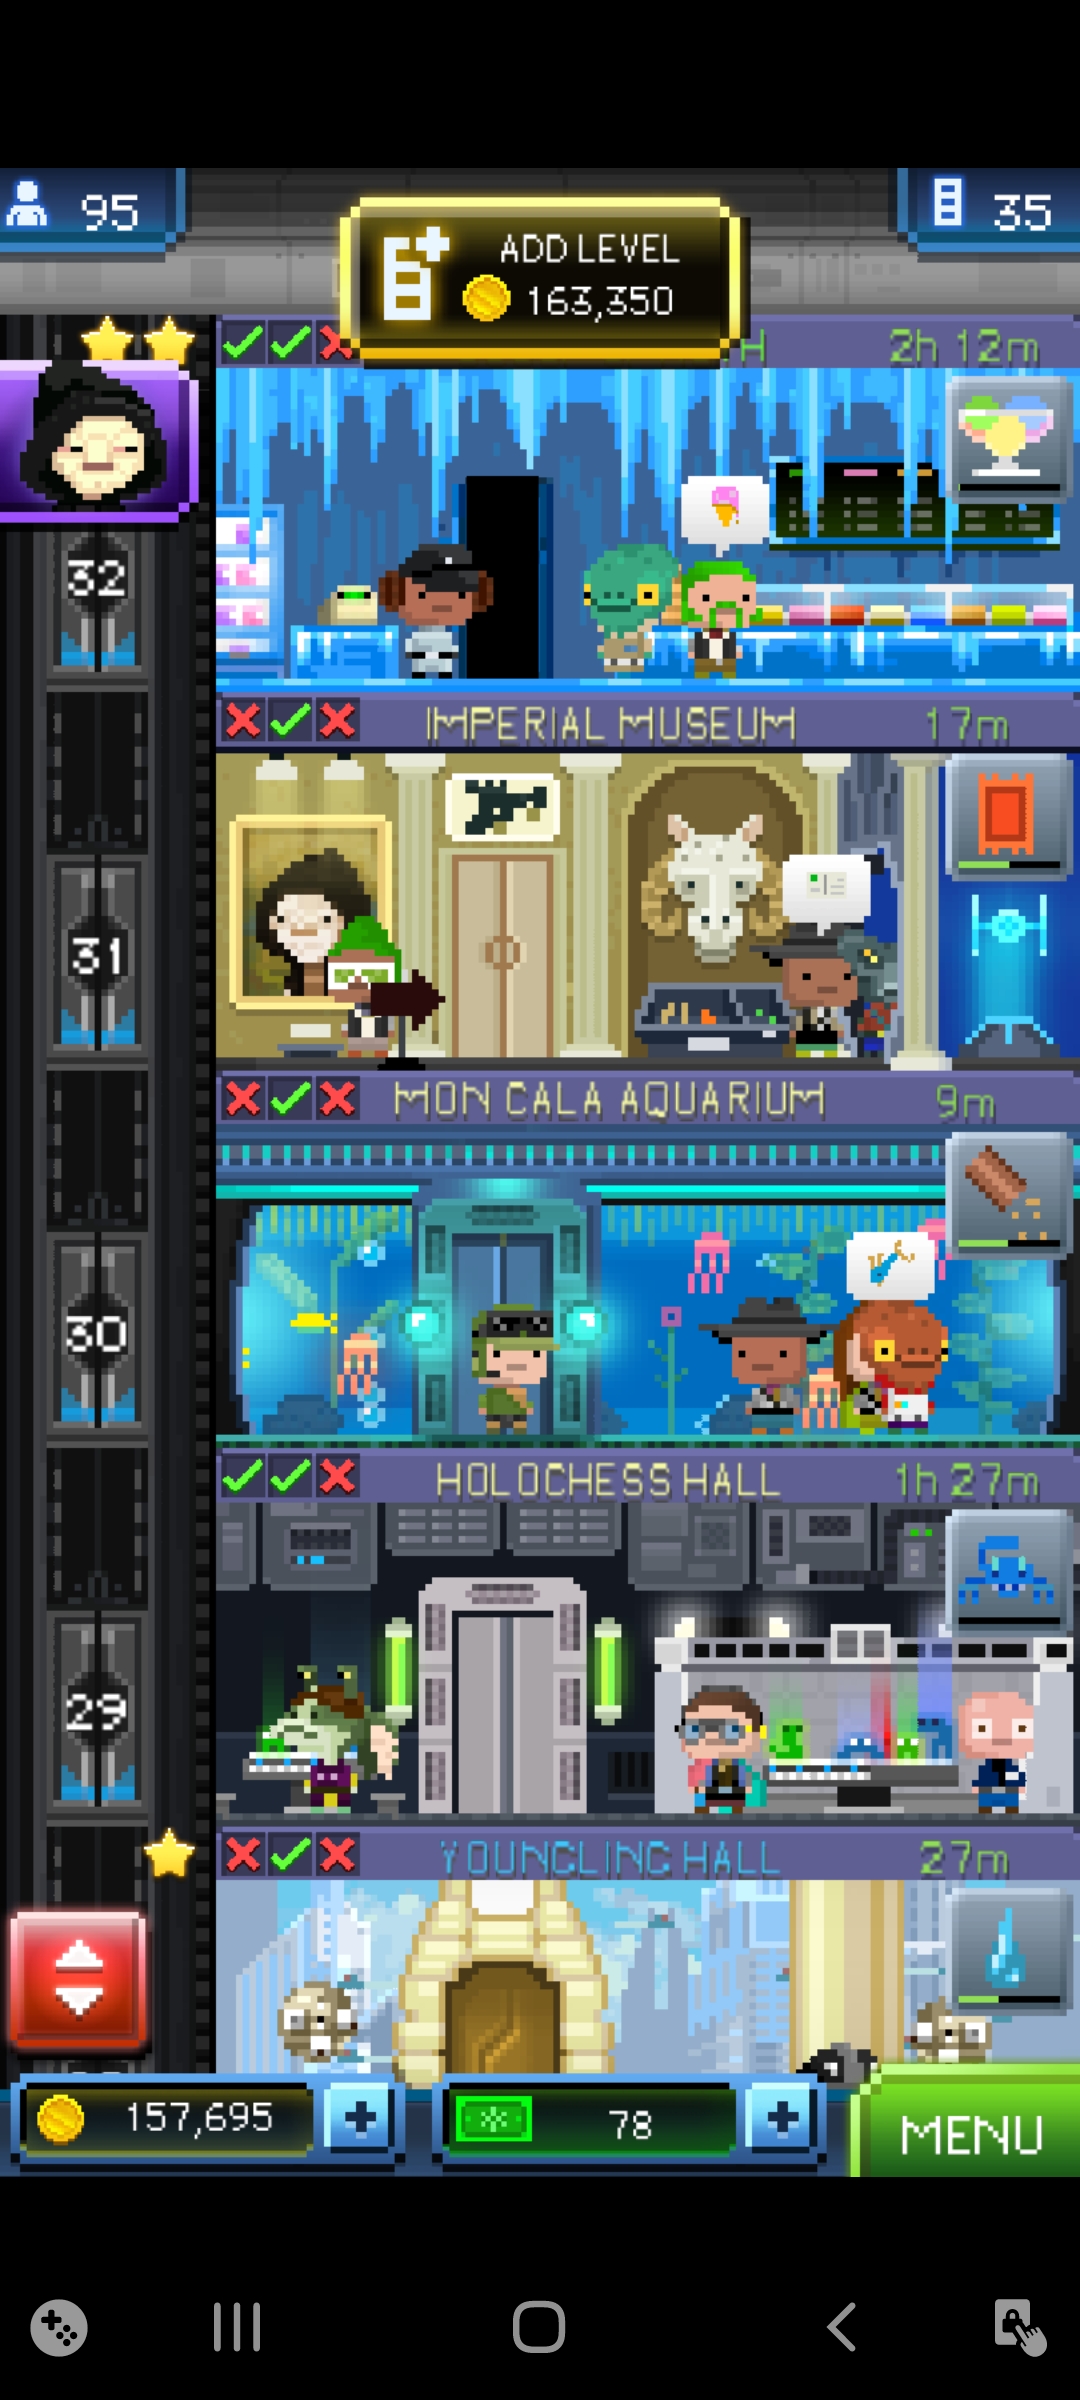 95
ADD LEVEL
163,350
35
H
2h 12m
32
IMPERIAL MUSEUM
17m
31
MON CALA AQUARIUM
9m
30
HOLOCHESS HALL
1h 27m
29
YOUNGLING HALL
27m
157,695
78
MENU